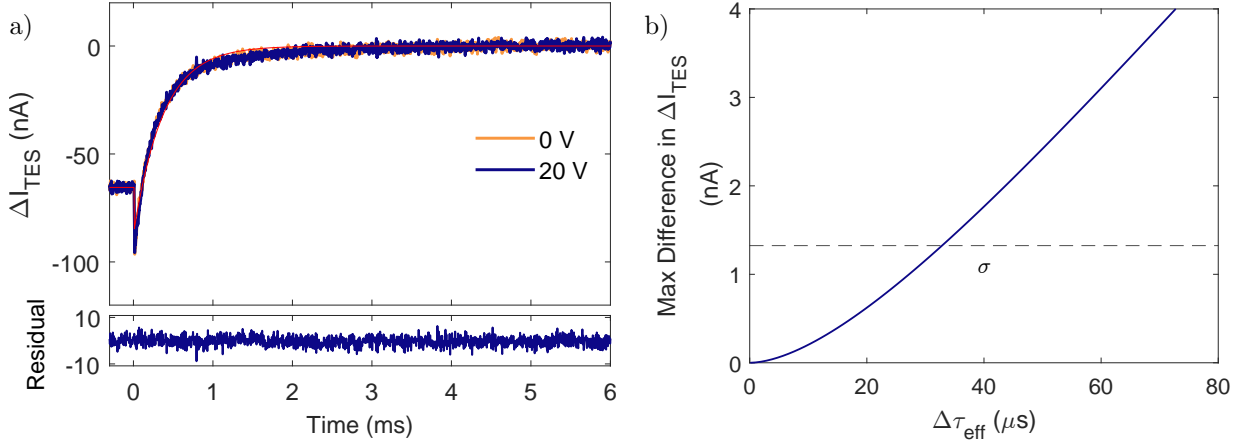 a)
ΔI_TES (nA)
0
-50
-100
0 V
20 V
Residual
10
-10
0 1 2 3 4 5 6
Time (ms)
b)
Max Difference in ΔI_TES
(nA)
4
3
2
1
0
σ
0 20 40 60 80
Δτ_eff (μs)